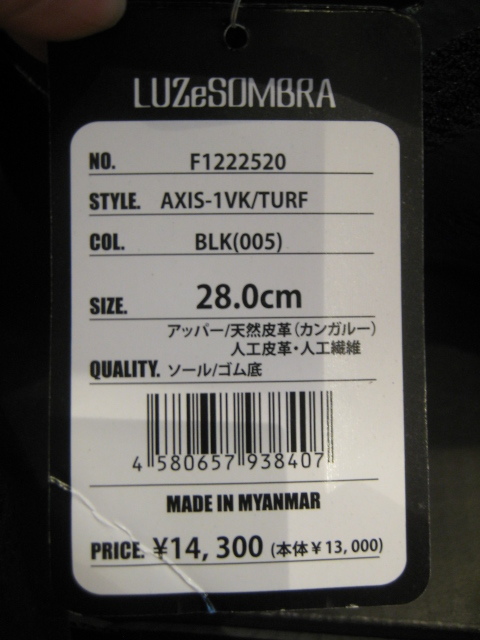 LUZeSOMBRA
NO. F1222520
STYLE. AXIS-1VK/TURF
COL. BLK(005)
SIZE. 28.0cm
アッパー/天然皮革(カンガルー)
人工皮革・人工繊維
QUALITY. ソール/ゴム底
4 580657 938407
MADE IN MYANMAR
PRICE. ¥14,300 (本体¥13,000)